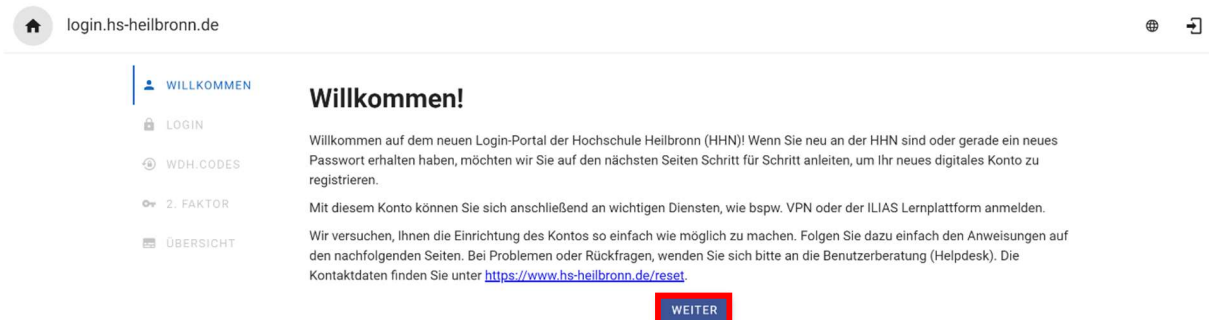 login.hs-heilbronn.de
WILLKOMMEN
LOGIN
WDH.CODES
2. FAKTOR
ÜBERSICHT
Willkommen!
Willkommen auf dem neuen Login-Portal der Hochschule Heilbronn (HHN)! Wenn Sie neu an der HHN sind oder gerade ein neues
Passwort erhalten haben, möchten wir Sie auf den nächsten Seiten Schritt für Schritt anleiten, um Ihr neues digitales Konto zu
registrieren.
Mit diesem Konto können Sie sich anschließend an wichtigen Diensten, wie bspw. VPN oder der ILIAS Lernplattform anmelden.
Wir versuchen, Ihnen die Einrichtung des Kontos so einfach wie möglich zu machen. Folgen Sie dazu einfach den Anweisungen auf
den nachfolgenden Seiten. Bei Problemen oder Rückfragen, wenden Sie sich bitte an die Benutzerberatung (Helpdesk). Die
Kontaktdaten finden Sie unter https://www.hs-heilbronn.de/reset.
WEITER